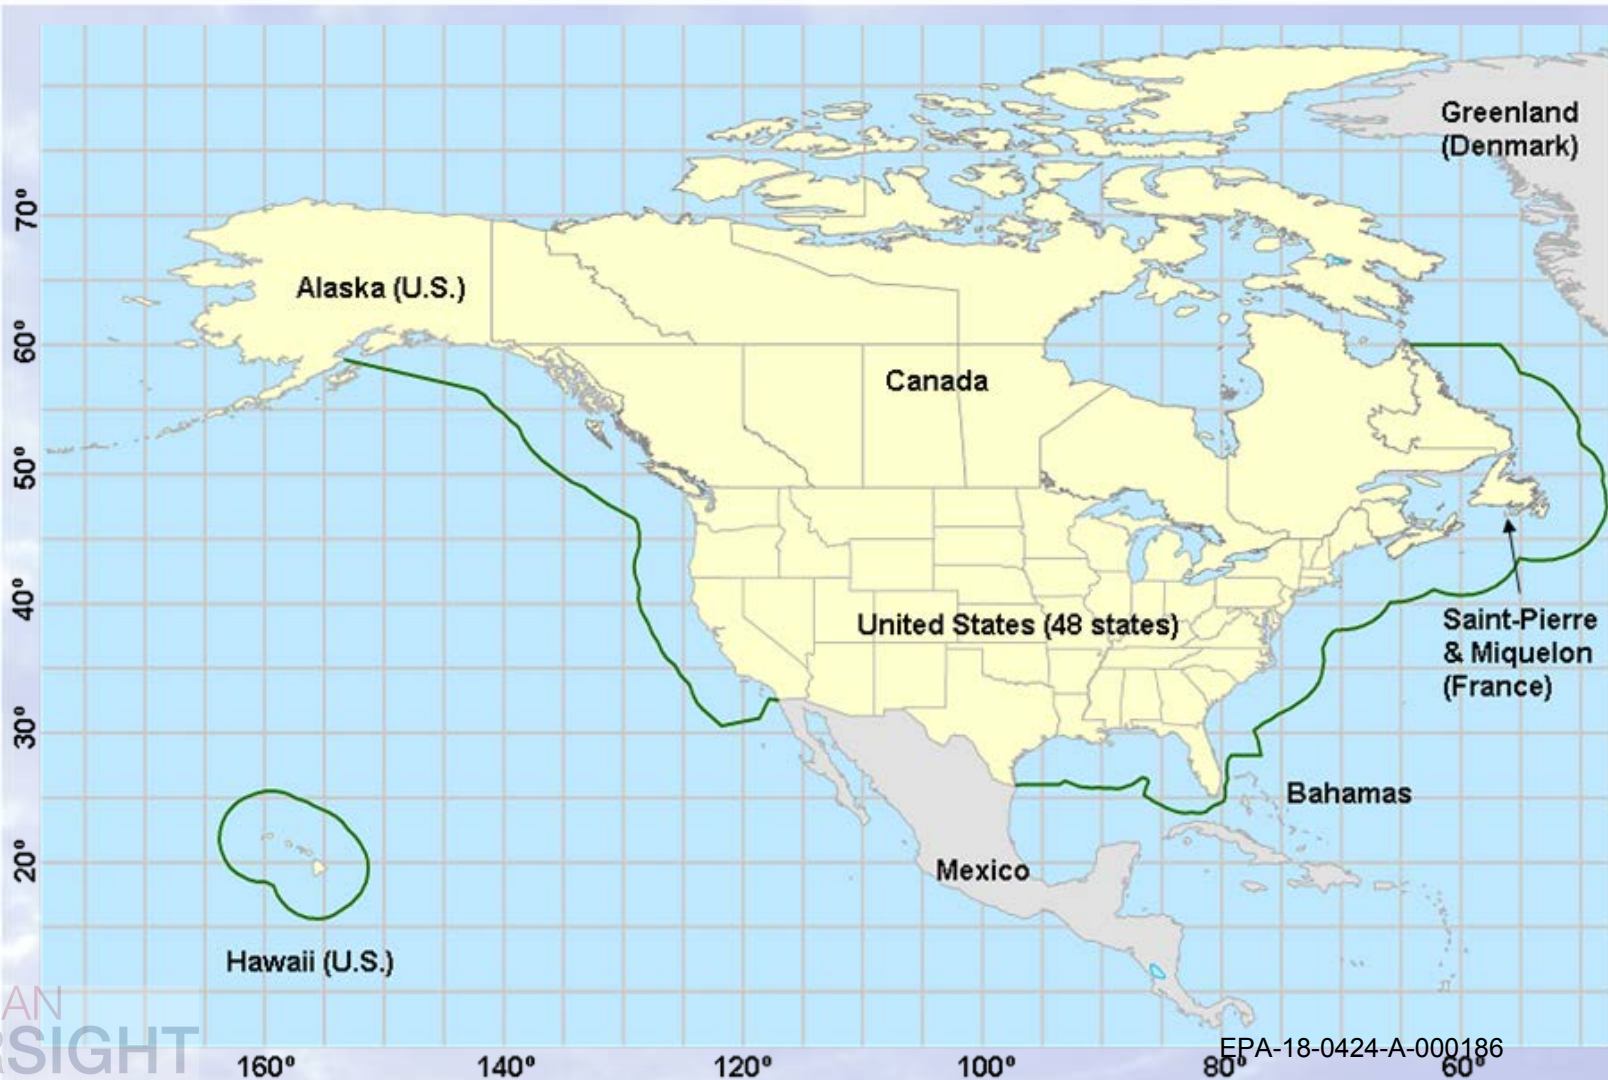 Greenland
(Denmark)
70°
Alaska (U.S.)
60°
Canada
50°
40°
United States (48 states)
Saint-Pierre
& Miquelon
(France)
30°
Bahamas
20°
Mexico
Hawaii (U.S.)
AN
RSIGHT
EPA-18-0424-A-000186
160°
140°
120°
100°
80°
60°